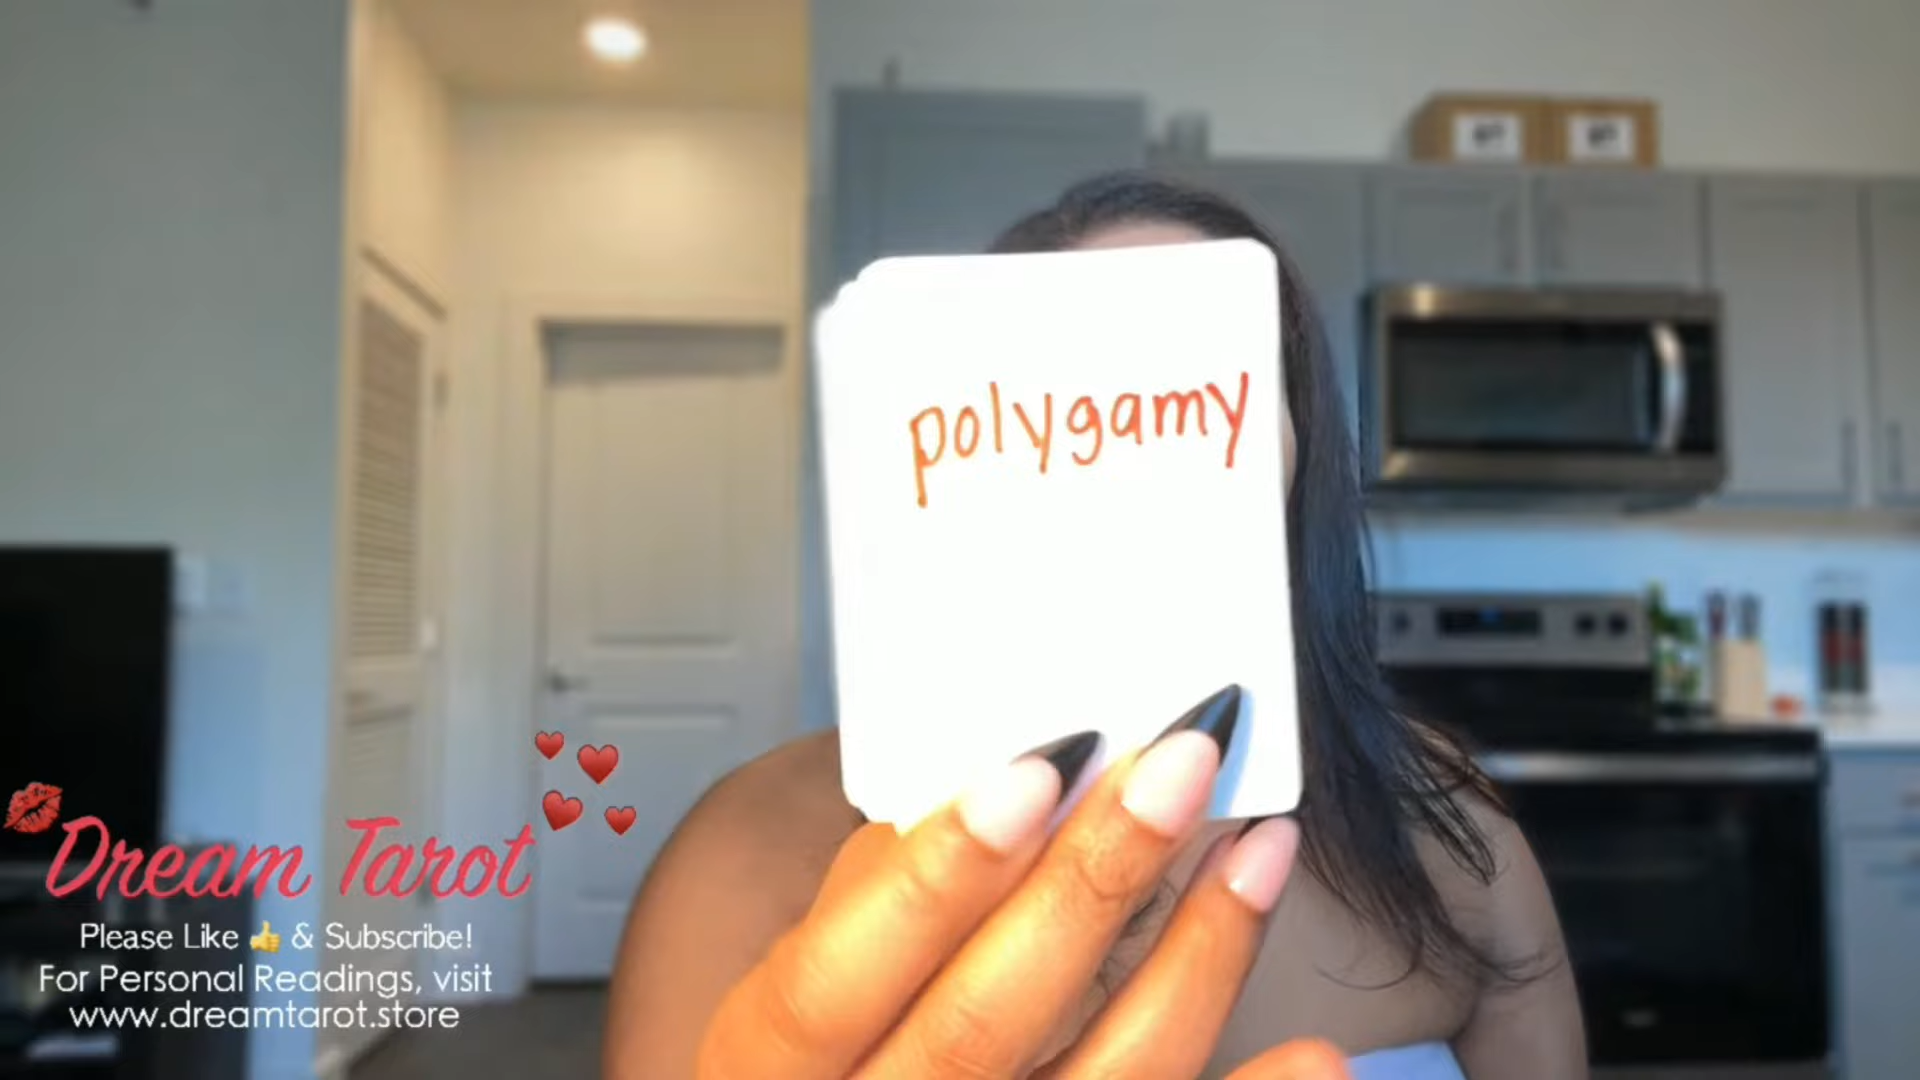 polygamy
Dream Tarot
Please Like 👍 & Subscribe!
For Personal Readings, visit
www.dreamtarot.store